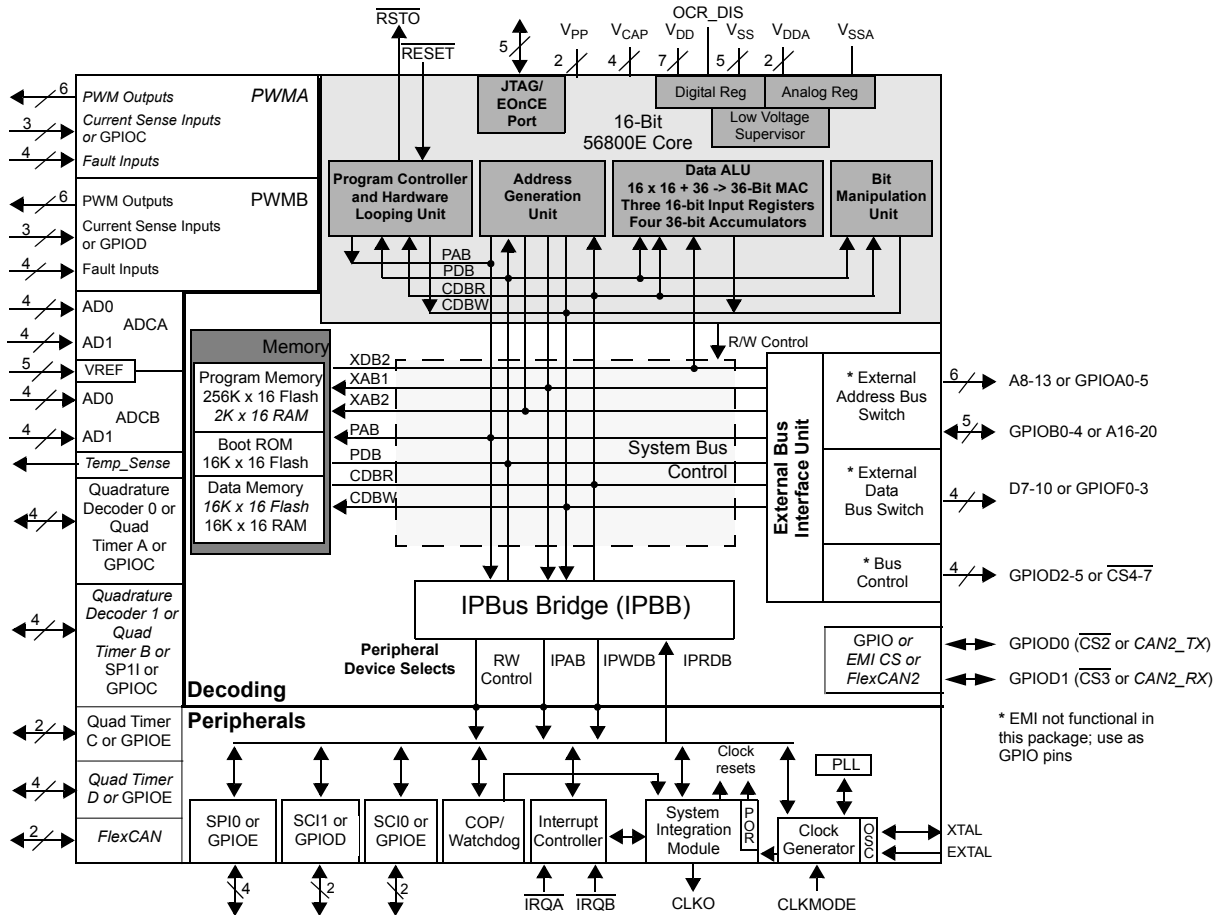 RSTO
RESET
5
VPP
2
VCAP
4
VDD
7
OCR_DIS
VSS
5
VDDA
2
VSSA
JTAG/
EOnCE
Port
Digital Reg
Analog Reg
Low Voltage
Supervisor
16-Bit
56800E Core
Program Controller
and Hardware
Looping Unit
Address
Generation
Unit
Data ALU
16 x 16 + 36 -> 36-Bit MAC
Three 16-bit Input Registers
Four 36-bit Accumulators
Bit
Manipulation
Unit
PAB
PDB
CDBR
CDBW
6
PWM Outputs
PWMA
3
Current Sense Inputs
or GPIOC
4
Fault Inputs
6
PWM Outputs
PWMB
3
Current Sense Inputs
or GPIOD
4
Fault Inputs
4
AD0
ADCA
4
AD1
5
VREF
4
AD0
ADCB
4
AD1
Temp_Sense
4
Quadrature
Decoder 0 or
Quad
Timer A or
GPIOC
4
Quadrature
Decoder 1 or
Quad
Timer B or
SP1I or
GPIOC
2
Quad Timer
C or GPIOE
4
Quad Timer
D or GPIOE
2
FlexCAN
Memory
Program Memory
256K x 16 Flash
2K x 16 RAM
Boot ROM
16K x 16 Flash
Data Memory
16K x 16 Flash
16K x 16 RAM
XDB2
XAB1
XAB2
PAB
PDB
CDBR
CDBW
System Bus
Control
R/W Control
External Bus
Interface Unit
* External
Address Bus
Switch
* External
Data
Bus Switch
* Bus
Control
6
A8-13 or GPIOA0-5
5
GPIOB0-4 or A16-20
4
D7-10 or GPIOF0-3
4
GPIOD2-5 or CS4-7
GPIO or
EMI CS or
FlexCAN2
GPIOD0 (CS2 or CAN2_TX)
GPIOD1 (CS3 or CAN2_RX)
* EMI not functional in
this package; use as
GPIO pins
IPBus Bridge (IPBB)
Peripheral
Device Selects
RW
Control
IPAB
IPWDB
IPRDB
Decoding
Peripherals
Clock
resets
PLL
SPI0 or
GPIOE
SCI1 or
GPIOD
SCI0 or
GPIOE
COP/
Watchdog
Interrupt
Controller
System
Integration
Module
POR
Clock
Generator
OSC
XTAL
EXTAL
4
2
2
IRQA
IRQB
CLKO
CLKMODE